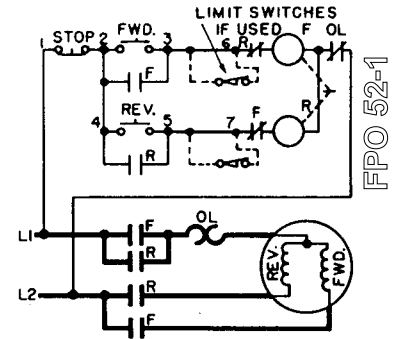 LIMIT SWITCHES
IF USED
1 STOP 2 FWD. 3 6 R F OL
F
REV. R
4 5 7 F
R
FPO 52-1
L1 F OL
R
L2 R REV. FWD.
F